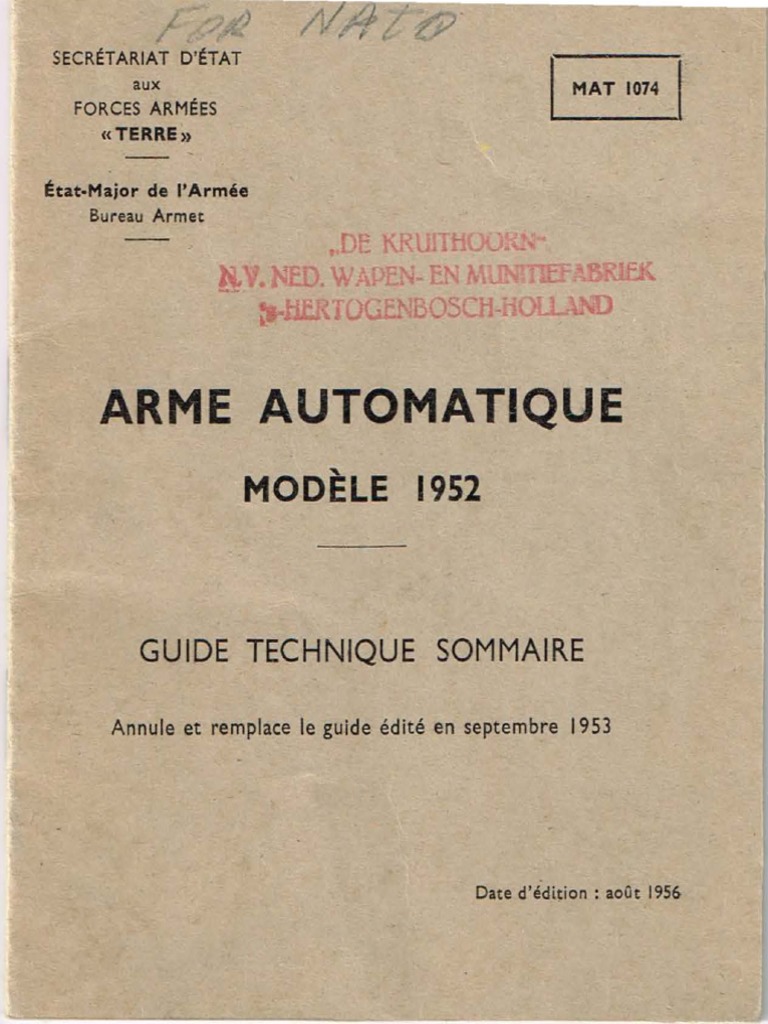 FOR NATO
SECRÉTARIAT D'ÉTAT
aux
FORCES ARMÉES
« TERRE »
État-Major de l'Armée
Bureau Armet
MAT 1074
„DE KRUITHOORN“
N.V. NED. WAPEN- EN MUNITIEFABRIEK
's-HERTOGENBOSCH-HOLLAND
ARME AUTOMATIQUE
MODÈLE 1952
GUIDE TECHNIQUE SOMMAIRE
Annule et remplace le guide édité en septembre 1953
Date d'édition : août 1956